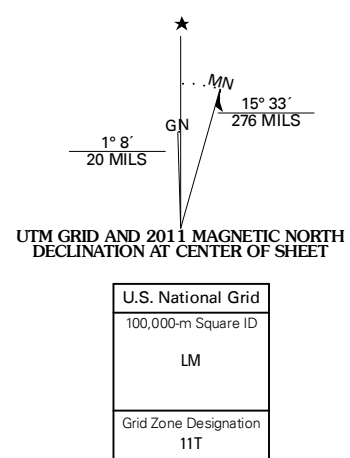 ★
MN
15° 33´
276 MILS
GN
1° 8´
20 MILS
UTM GRID AND 2011 MAGNETIC NORTH
DECLINATION AT CENTER OF SHEET
U.S. National Grid
100,000-m Square ID
LM
Grid Zone Designation
11T